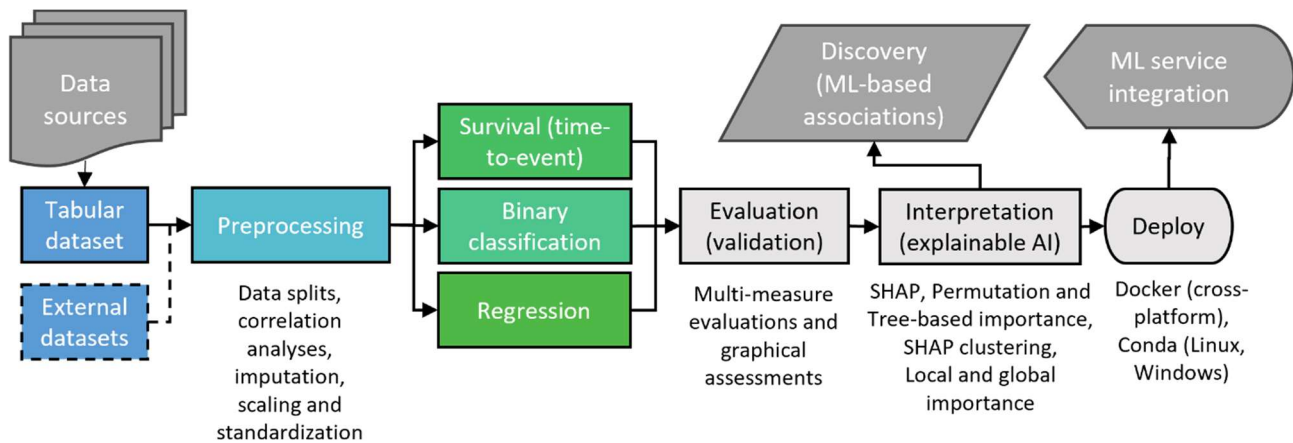 Data
sources
Tabular
dataset
External
datasets
Preprocessing
Data splits,
correlation
analyses,
imputation,
scaling and
standardization
Survival (time-
to-event)
Binary
classification
Regression
Evaluation
(validation)
Multi-measure
evaluations and
graphical
assessments
Discovery
(ML-based
associations)
Interpretation
(explainable AI)
SHAP, Permutation and
Tree-based importance,
SHAP clustering,
Local and global
importance
ML service
integration
Deploy
Docker (cross-
platform),
Conda (Linux,
Windows)